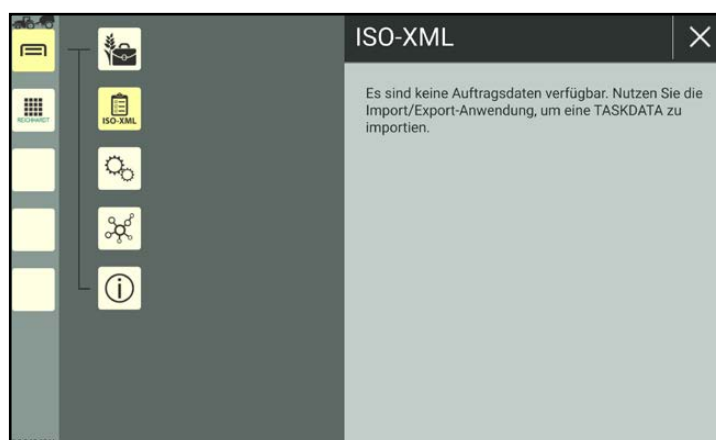 ISO-XML
Es sind keine Auftragsdaten verfügbar. Nutzen Sie die
Import/Export-Anwendung, um eine TASKDATA zu
importien.
ISO-XML
REICHHARDT